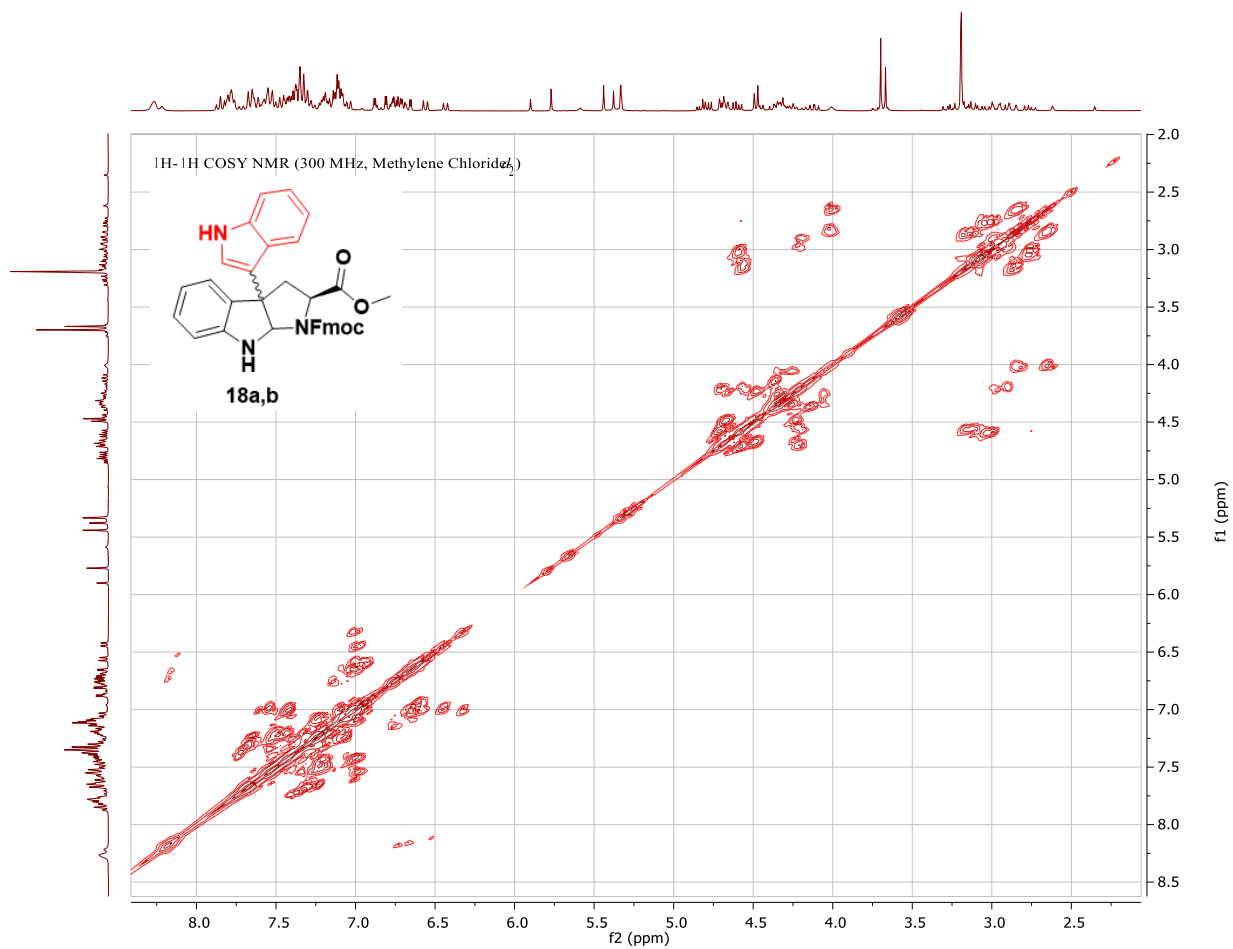 1H-1H COSY NMR (300 MHz, Methylene Chloride-d2)
HN
O
O
NFmoc
N
H
18a,b
2.0
2.5
3.0
3.5
4.0
4.5
5.0
5.5
6.0
6.5
7.0
7.5
8.0
8.5
f1 (ppm)
8.0 7.5 7.0 6.5 6.0 5.5 5.0 4.5 4.0 3.5 3.0 2.5
f2 (ppm)